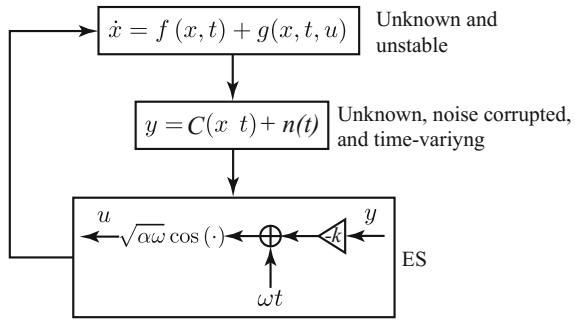 ẋ = f (x, t) + g(x, t, u)
Unknown and
unstable
y = C(x t) + n(t)
Unknown, noise corrupted,
and time-variyng
u
√αω cos (·)
-k
y
ES
ωt